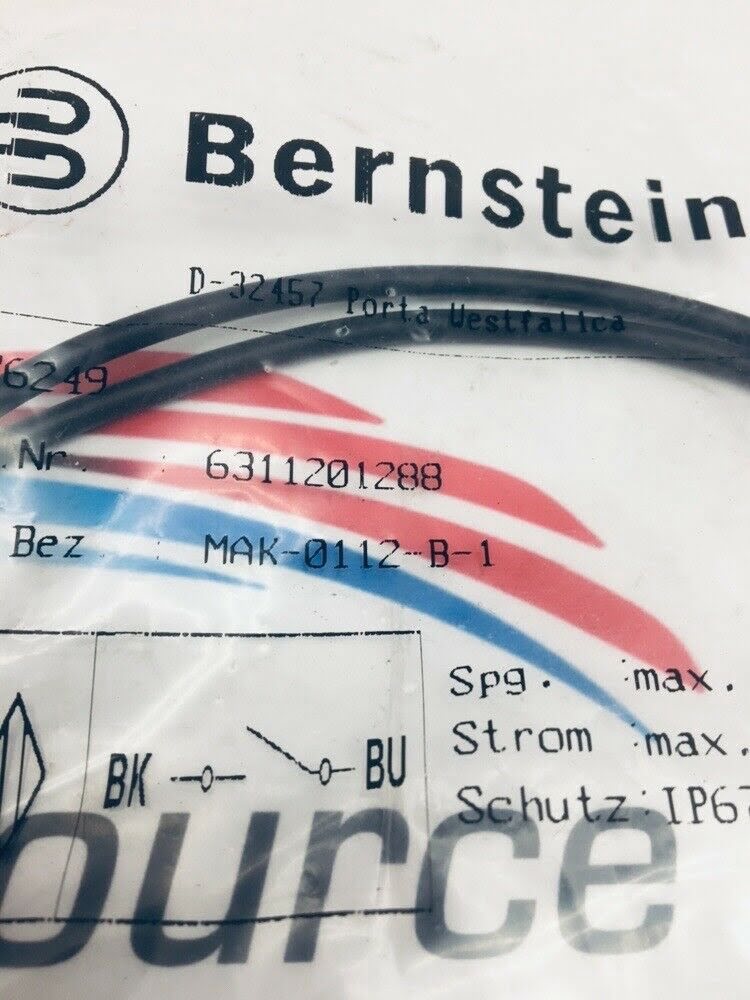 Bernstein
D-32457 Porta Westfalica
76249
.Nr. : 6311201288
Bez : MAK-0112-B-1
BK BU
Spg. :max.
Strom :max.
Schutz:IP67
ource